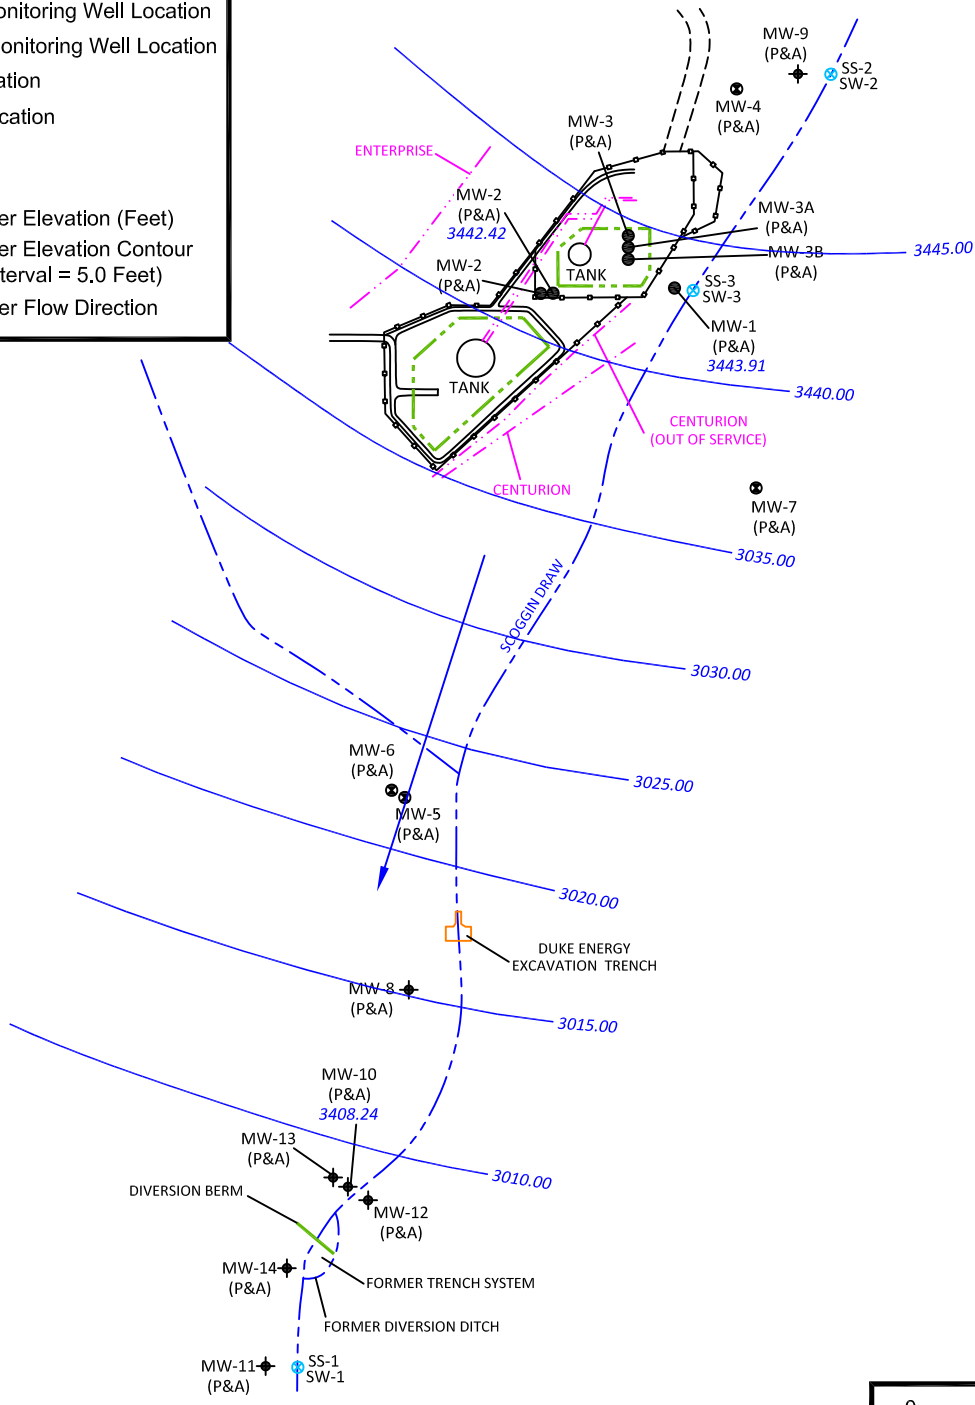 onitoring Well Location
onitoring Well Location
ation
cation
er Elevation (Feet)
er Elevation Contour
terval = 5.0 Feet)
er Flow Direction
MW-9
(P&A)
SS-2
SW-2
MW-4
(P&A)
MW-3
(P&A)
ENTERPRISE
MW-2
(P&A)
3442.42
MW-3A
(P&A)
3445.00
MW-3B
(P&A)
MW-2
(P&A)
TANK
SS-3
SW-3
MW-1
(P&A)
3443.91
TANK
3440.00
CENTURION
(OUT OF SERVICE)
CENTURION
MW-7
(P&A)
3035.00
SCOGGIN DRAW
3030.00
MW-6
(P&A)
3025.00
MW-5
(P&A)
3020.00
DUKE ENERGY
EXCAVATION TRENCH
MW-8
(P&A)
3015.00
MW-10
(P&A)
3408.24
MW-13
(P&A)
3010.00
DIVERSION BERM
MW-12
(P&A)
MW-14
(P&A)
FORMER TRENCH SYSTEM
FORMER DIVERSION DITCH
MW-11
(P&A)
SS-1
SW-1